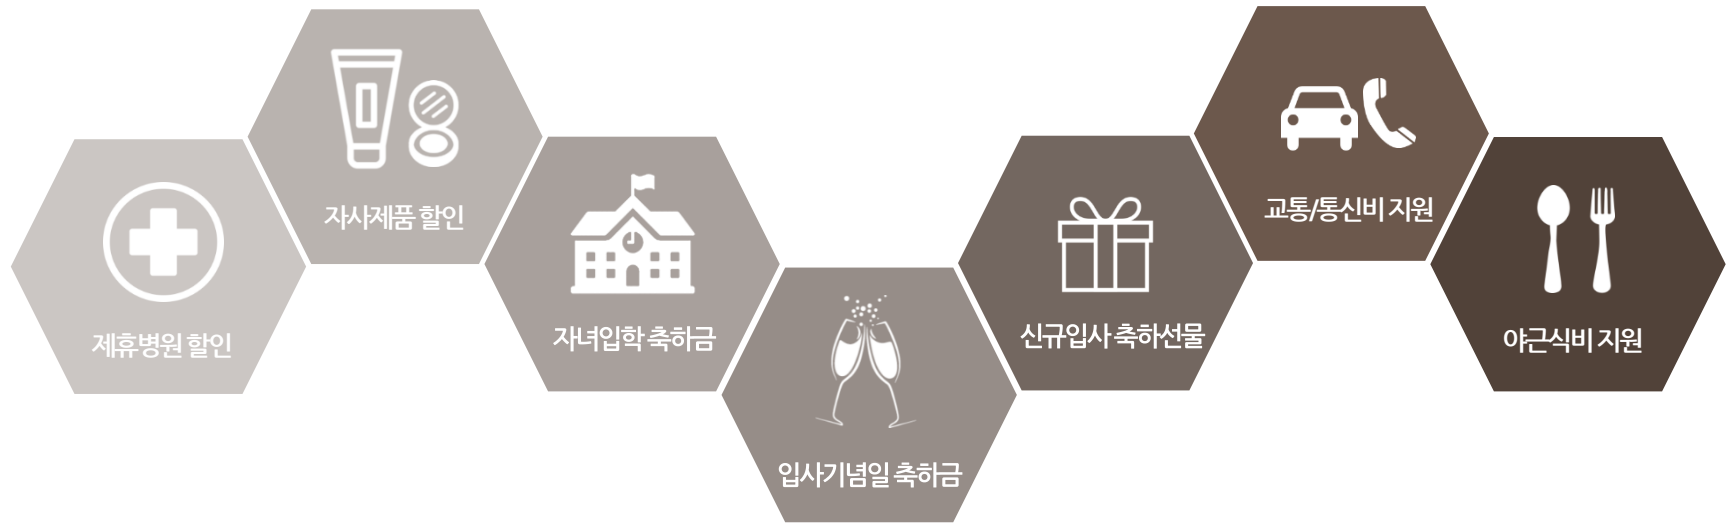 제휴병원 할인
자사제품 할인
자녀입학 축하금
입사기념일 축하금
신규입사 축하선물
교통/통신비 지원
야근식비 지원